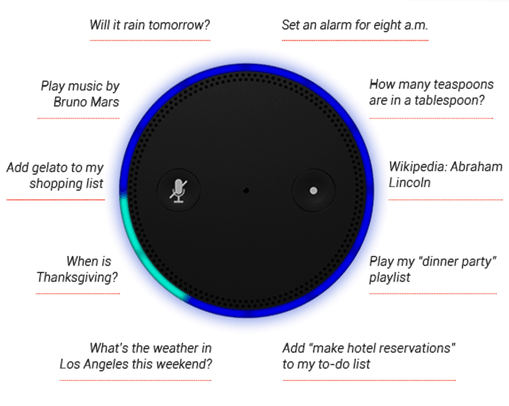 Will it rain tomorrow?
Set an alarm for eight a.m.
Play music by
Bruno Mars
How many teaspoons
are in a tablespoon?
Add gelato to my
shopping list
Wikipedia: Abraham
Lincoln
When is
Thanksgiving?
Play my "dinner party"
playlist
What's the weather in
Los Angeles this weekend?
Add "make hotel reservations"
to my to-do list